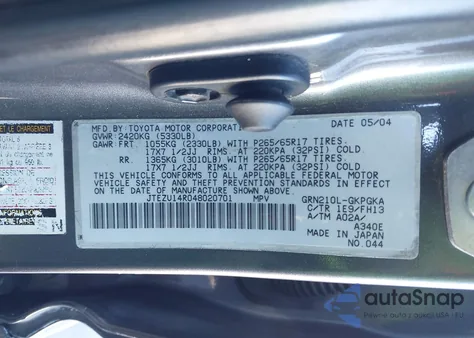 MFD. BY: TOYOTA MOTOR CORPORATION DATE 05/04
GVWR: 2420KG (5330LB)
GAWR: FRT. 1055KG (2330LB) WITH P265/65R17 TIRES.
17X7 1/2JJ RIMS. AT 220KPA (32PSI) COLD
RR. 1365KG (3010LB) WITH P265/65R17 TIRES.
17X7 1/2JJ RIMS. AT 220KPA (32PSI) COLD
THIS VEHICLE CONFORMS TO ALL APPLICABLE FEDERAL MOTOR
VEHICLE SAFETY, BUMPER AND THEFT PREVENTION STANDARDS IN EFFECT
ON THE DATE OF MANUFACTURE SHOWN ABOVE.
JTEZU14R048020701 MPV
GRN210L-GKPGKA
C/TR 1E9/FH13
A/TM A02A/
A340E
MADE IN JAPAN
NO.044
LE CHARGEMENT
autoSnap